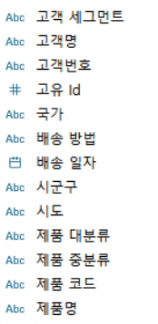 Abc 고객 세그먼트
Abc 고객명
Abc 고객번호
# 고유 Id
Abc 국가
Abc 배송 방법
배송 일자
Abc 시군구
Abc 시도
Abc 제품 대분류
Abc 제품 중분류
Abc 제품 코드
Abc 제품명